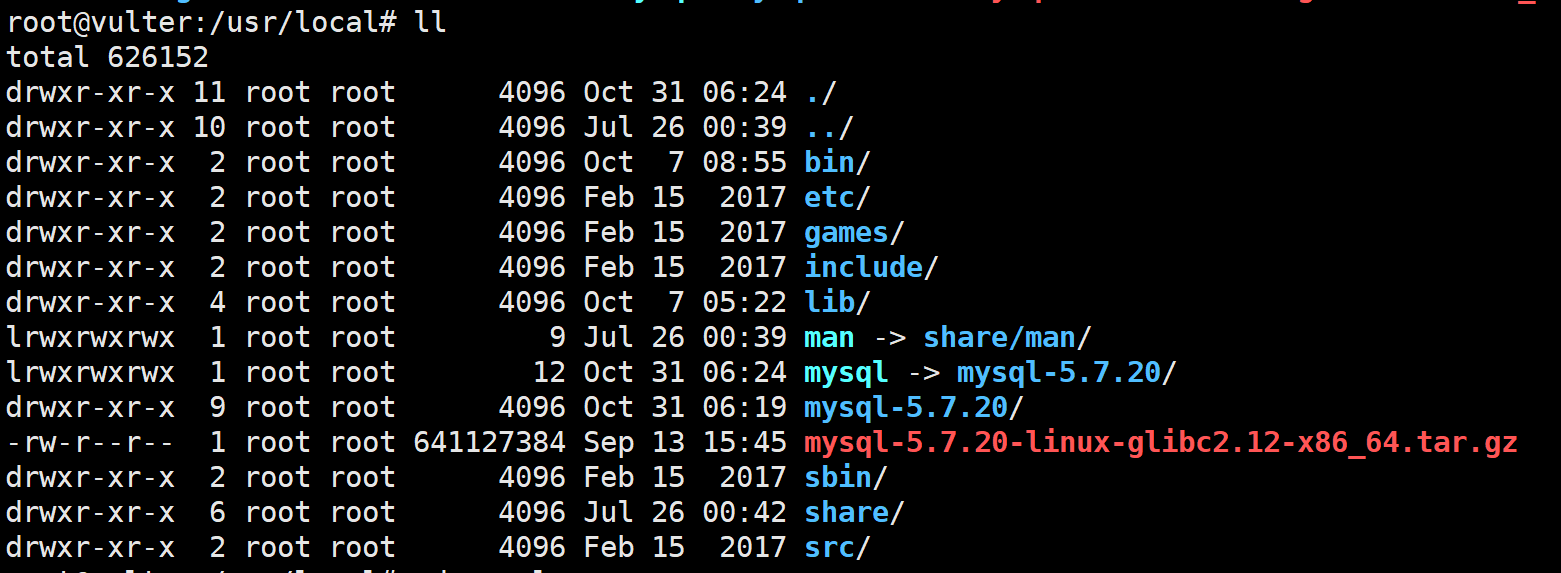 root@vulter:/usr/local# ll
total 626152
drwxr-xr-x 11 root root      4096 Oct 31 06:24 ./
drwxr-xr-x 10 root root      4096 Jul 26 00:39 ../
drwxr-xr-x  2 root root      4096 Oct  7 08:55 bin/
drwxr-xr-x  2 root root      4096 Feb 15  2017 etc/
drwxr-xr-x  2 root root      4096 Feb 15  2017 games/
drwxr-xr-x  2 root root      4096 Feb 15  2017 include/
drwxr-xr-x  4 root root      4096 Oct  7 05:22 lib/
lrwxrwxrwx  1 root root         9 Jul 26 00:39 man -> share/man/
lrwxrwxrwx  1 root root        12 Oct 31 06:24 mysql -> mysql-5.7.20/
drwxr-xr-x  9 root root      4096 Oct 31 06:19 mysql-5.7.20/
-rw-r--r--  1 root root 641127384 Sep 13 15:45 mysql-5.7.20-linux-glibc2.12-x86_64.tar.gz
drwxr-xr-x  2 root root      4096 Feb 15  2017 sbin/
drwxr-xr-x  6 root root      4096 Jul 26 00:42 share/
drwxr-xr-x  2 root root      4096 Feb 15  2017 src/